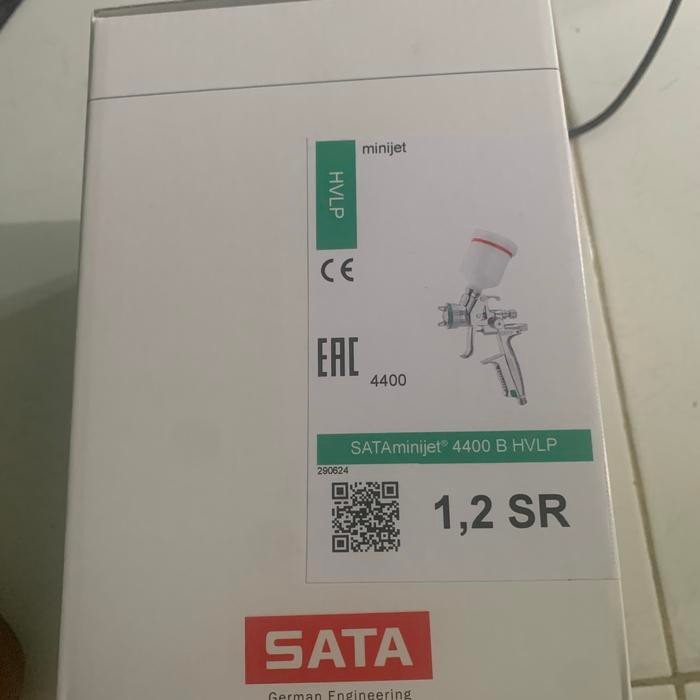 minijet
HVLP
CE
EAC
4400
SATAminijet® 4400 B HVLP
290624
1,2 SR
SATA
German Engineering